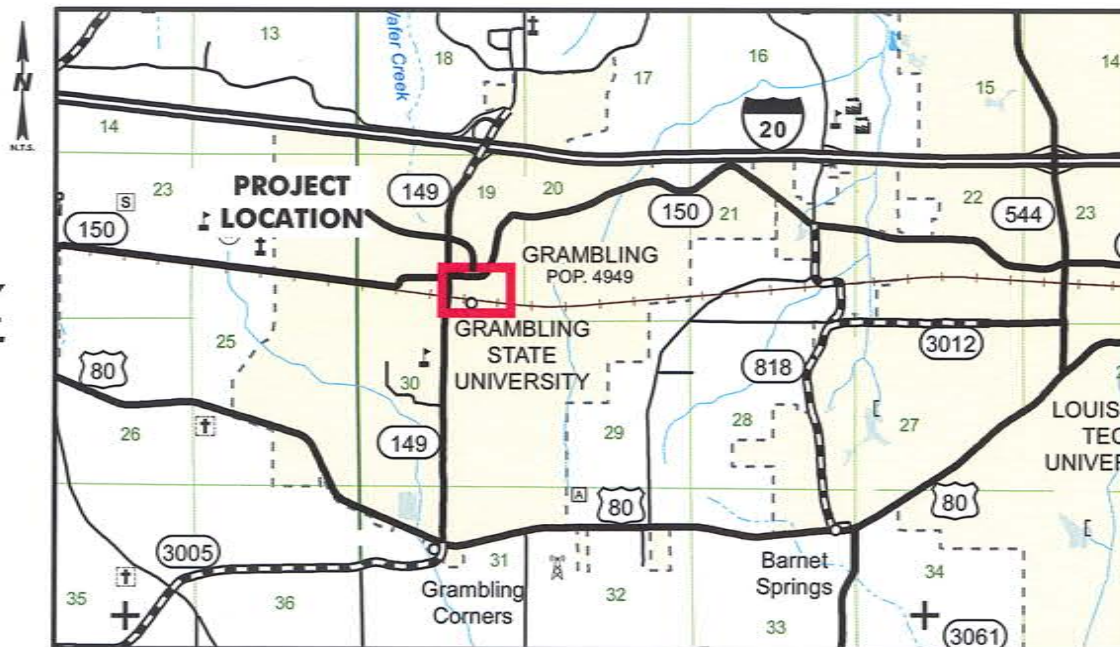 N
N.T.S.
13
18
Wafer Creek
17
16
15
14
20
14
23
S
PROJECT
LOCATION
149
19
20
150
21
22
544
23
150
GRAMBLING
POP. 4949
GRAMBLING
STATE
UNIVERSITY
25
80
30
818
3012
26
149
29
28
27
LOUIS
TEC
UNIVER
A
80
80
3005
31
Grambling
Corners
32
Barnet
Springs
34
35
36
33
3061